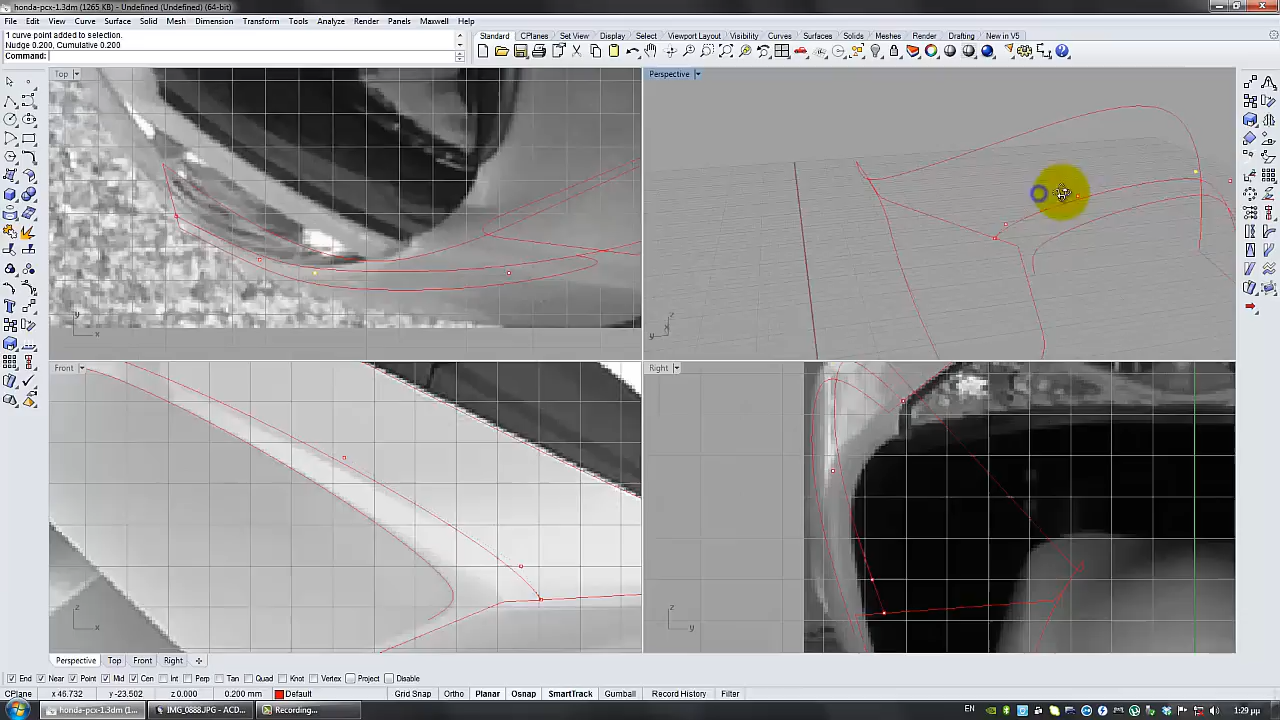 honda-pcx-1.3dm (1265 KB) - Undefined (Undefined) (64-bit)
File Edit View Curve Surface Solid Mesh Dimension Transform Tools Analyze Render Panels Maxwell Help
1 curve point added to selection.
Nudge 0.200, Cumulative 0.200
Command:
Standard CPlanes Set View Display Select Viewport Layout Visibility Curves Surfaces Solids Meshes Render Drafting New in V5
Top
y
x
Perspective
z
x
y
Front
z
x
Right
z
y
Perspective Top Front Right
End Near Point Mid Cen Int Perp Tan Quad Knot Vertex Project Disable
CPlane x 46.732 y -23.502 z 0.000 0.200 mm Default Grid Snap Ortho Planar Osnap SmartTrack Gumball Record History Filter
honda-pcx-1.3dm (1... IMG_0888.JPG - ACD... Recording... EN 1:29 μμ